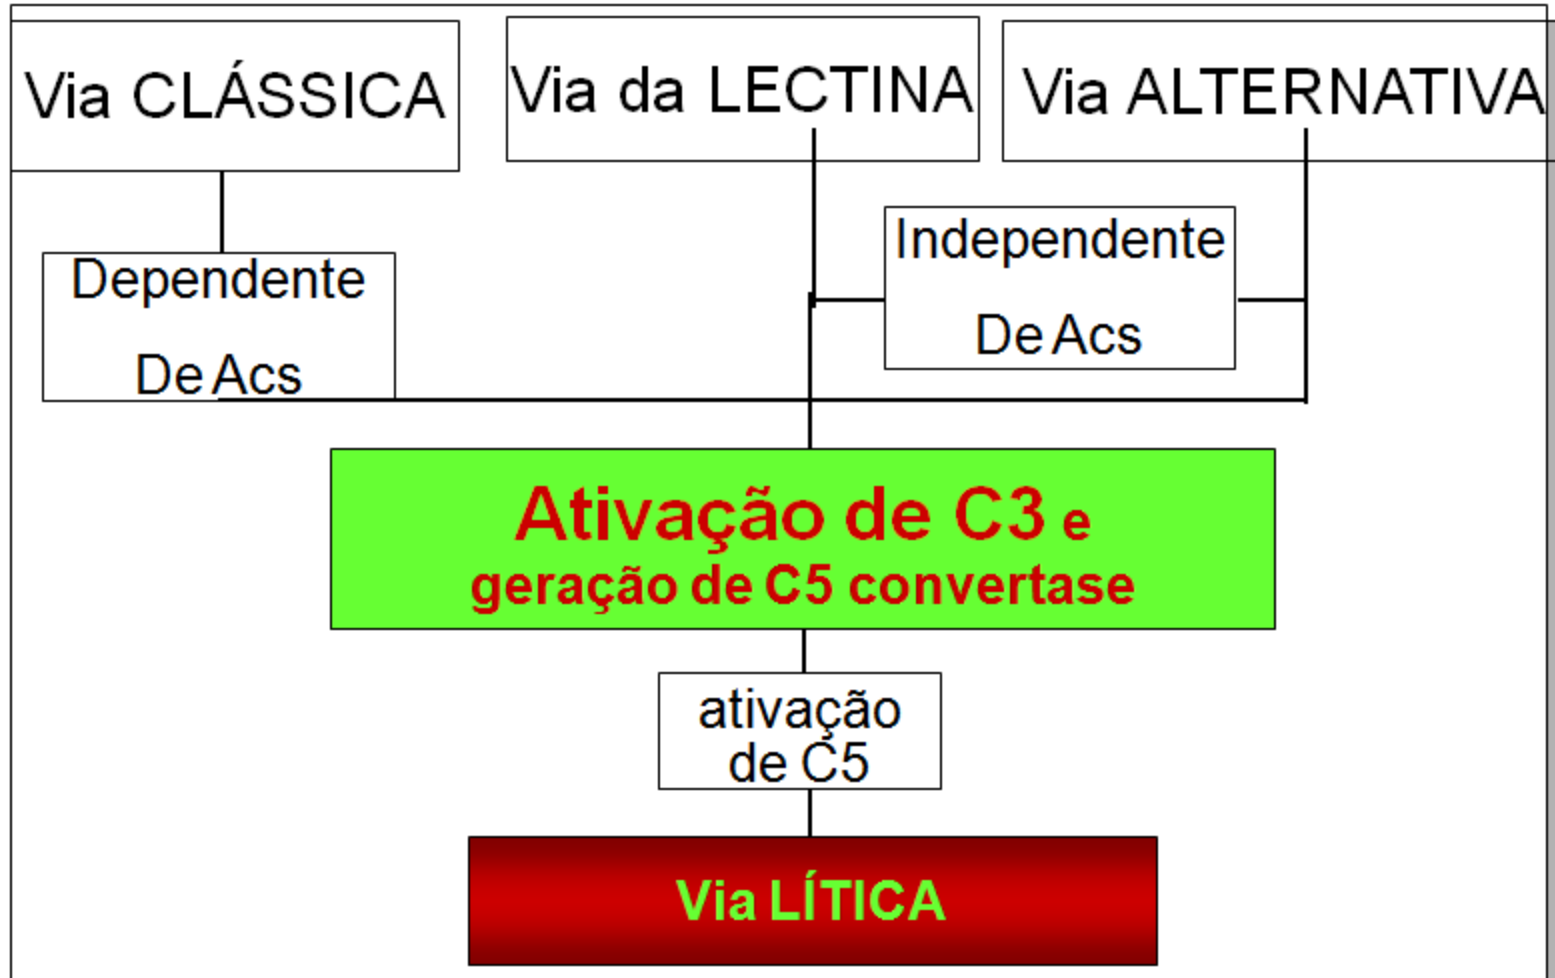 Via CLÁSSICA
Via da LECTINA
Via ALTERNATIVA
Dependente
De Acs
Independente
De Acs
Ativação de C3 e
geração de C5 convertase
ativação
de C5
Via LÍTICA